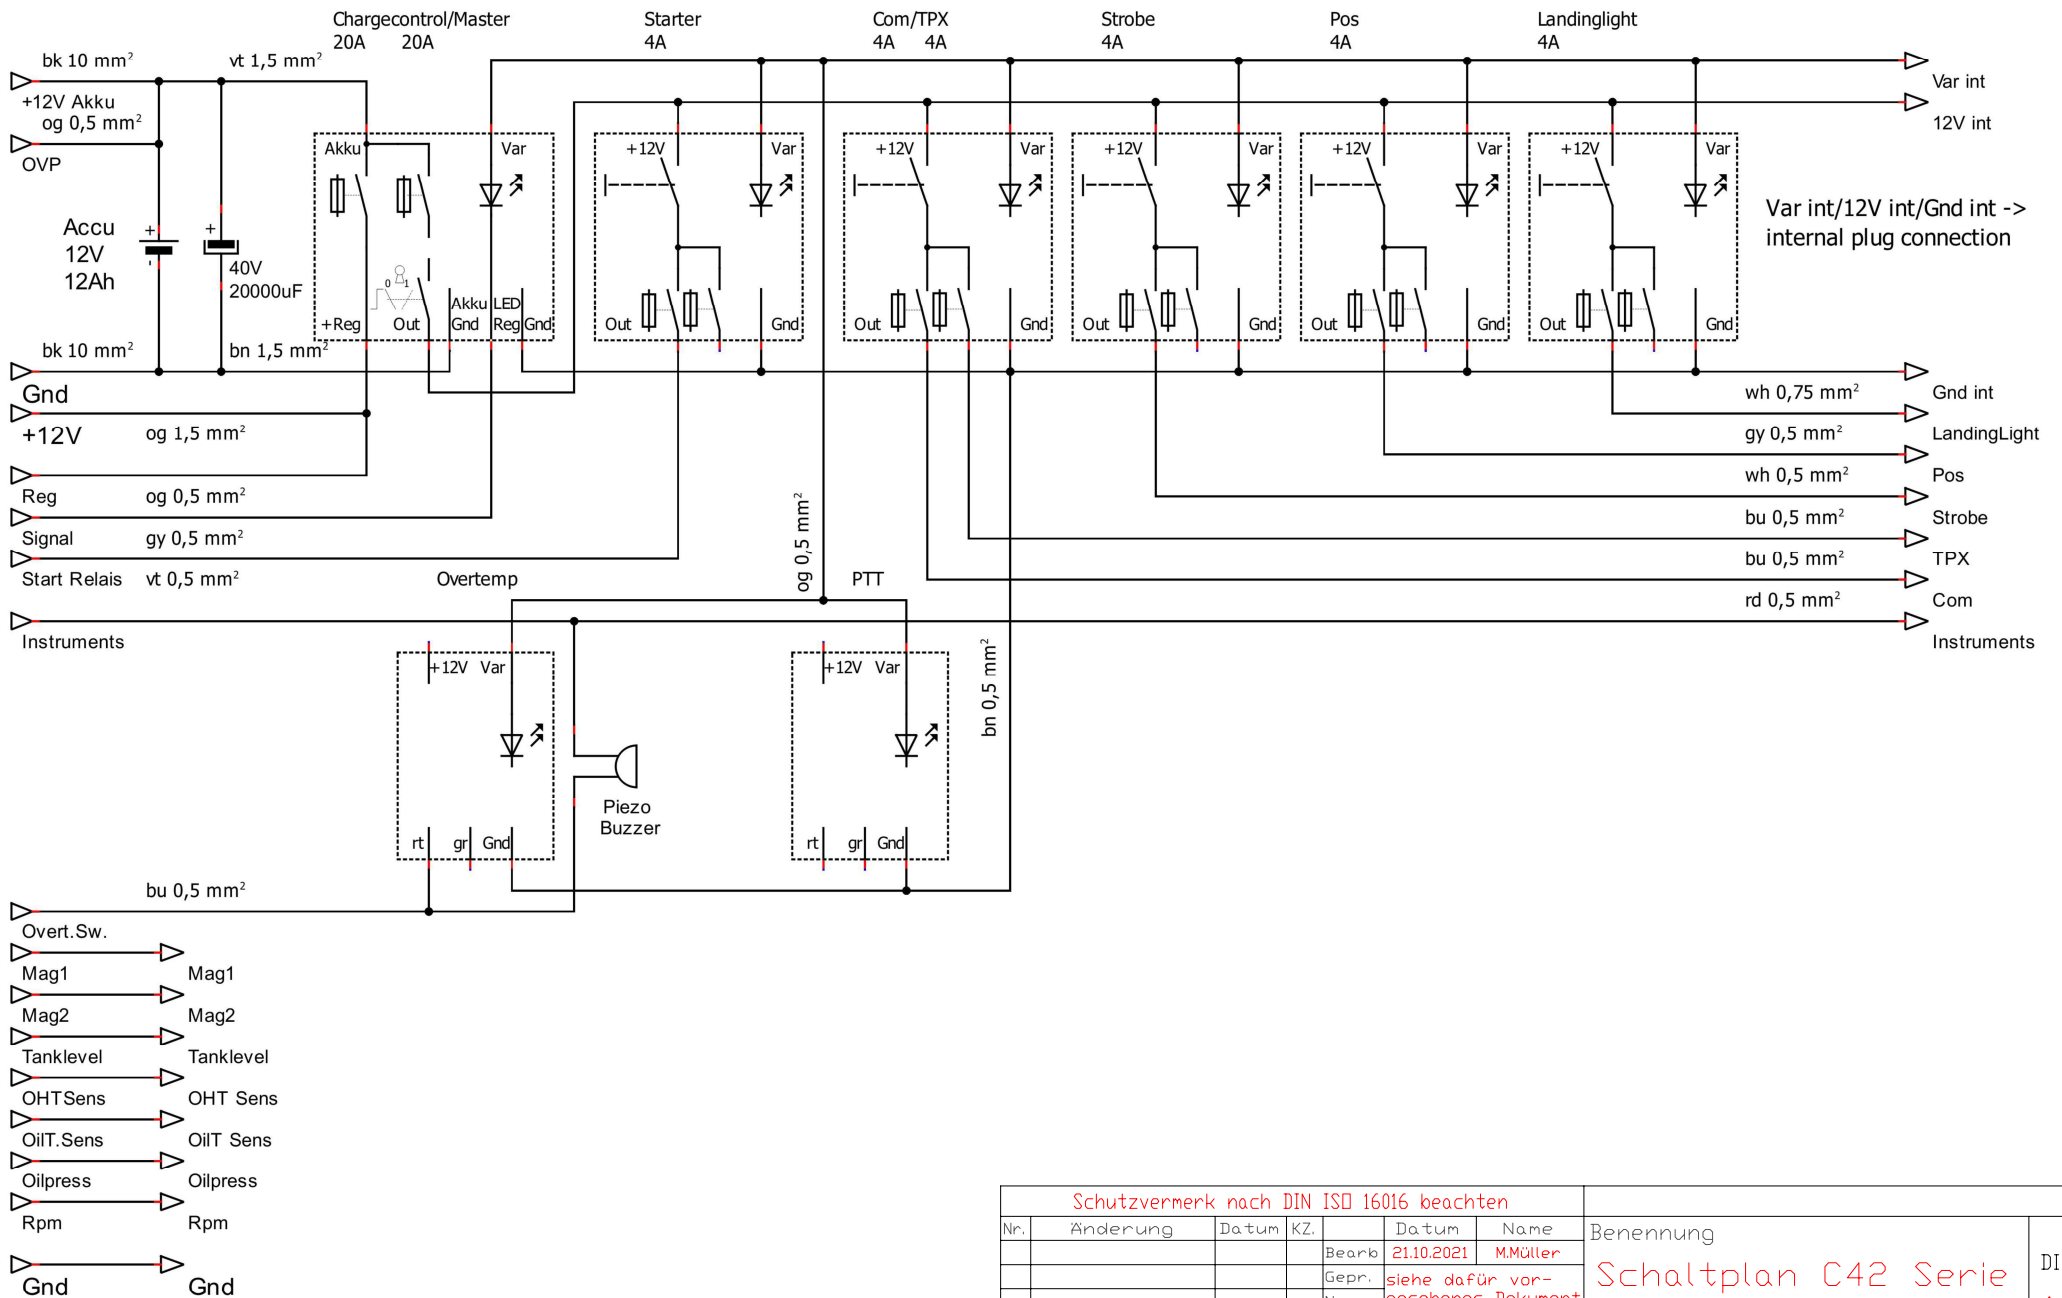 Chargecontrol/Master
20A 20A
Starter
4A
Com/TPX
4A 4A
Strobe
4A
Pos
4A
Landinglight
4A
bk 10 mm²
vt 1,5 mm²
+12V Akku
og 0,5 mm²
OVP
Var int
12V int
Akku
Var
+12V
Var
+12V
Var
+12V
Var
+12V
Var
+12V
Var
Var int/12V int/Gnd int ->
internal plug connection
Accu
12V
12Ah
+
-
+
40V
20000uF
0 1
+Reg
Out
Akku
Gnd
LED
Reg
Gnd
Out
Gnd
Out
Gnd
Out
Gnd
Out
Gnd
Out
Gnd
bk 10 mm²
bn 1,5 mm²
Gnd
+12V
og 1,5 mm²
Reg
og 0,5 mm²
Signal
gy 0,5 mm²
Start Relais
vt 0,5 mm²
Instruments
wh 0,75 mm²
Gnd int
gy 0,5 mm²
LandingLight
wh 0,5 mm²
Pos
bu 0,5 mm²
Strobe
bu 0,5 mm²
TPX
rd 0,5 mm²
Com
Instruments
og 0,5 mm²
bn 0,5 mm²
Overtemp
PTT
+12V Var
+12V Var
Piezo
Buzzer
rt gr Gnd
rt gr Gnd
bu 0,5 mm²
Overt.Sw.
Mag1 Mag1
Mag2 Mag2
Tanklevel Tanklevel
OHTSens OHT Sens
OilT.Sens OilT Sens
Oilpress Oilpress
Rpm Rpm
Gnd Gnd
Schutzvermerk nach DIN ISO 16016 beachten
Nr. Änderung Datum KZ. Datum Name
Benennung
Bearb 21.10.2021 M.Müller
Gepr. siehe dafür vor-
Schaltplan C42 Serie
DI